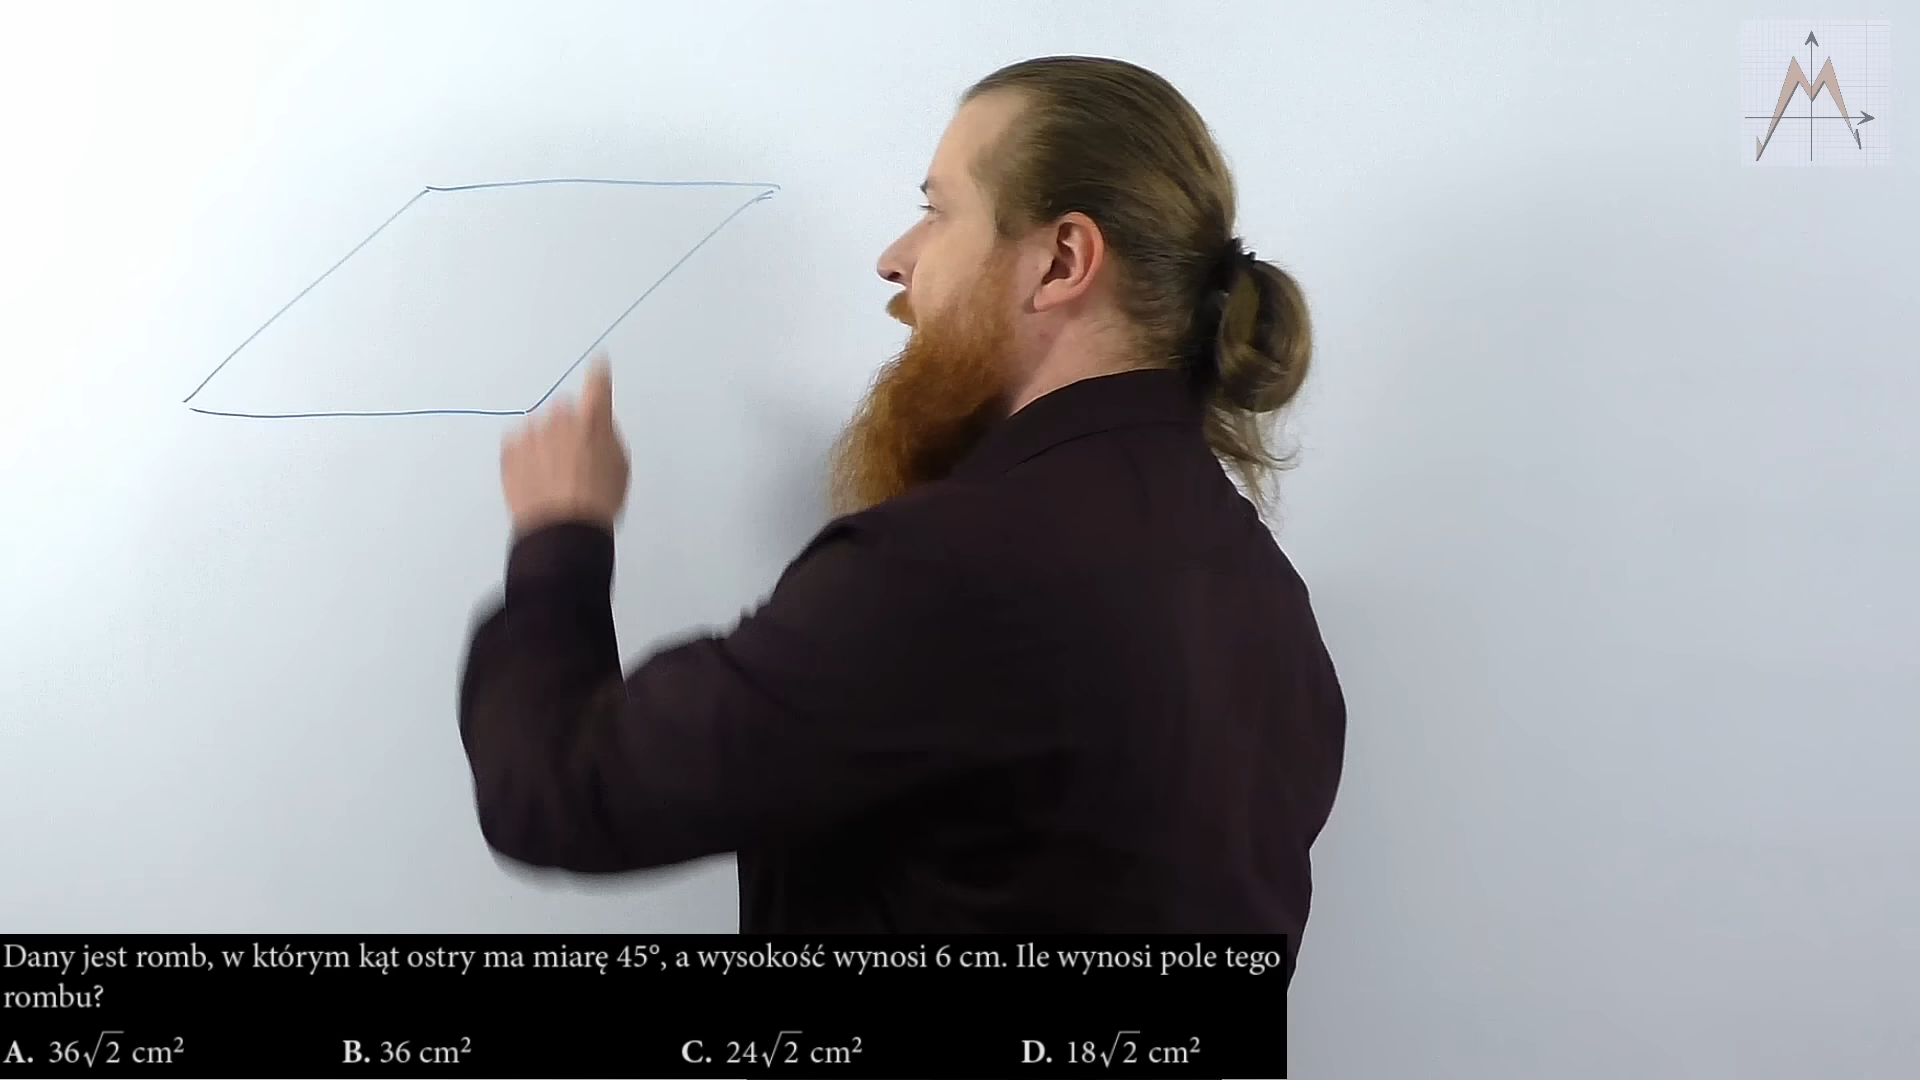 Dany jest romb, w którym kąt ostry ma miarę 45°, a wysokość wynosi 6 cm. Ile wynosi pole tego
rombu?
A. 36√2 cm² B. 36 cm² C. 24√2 cm² D. 18√2 cm²